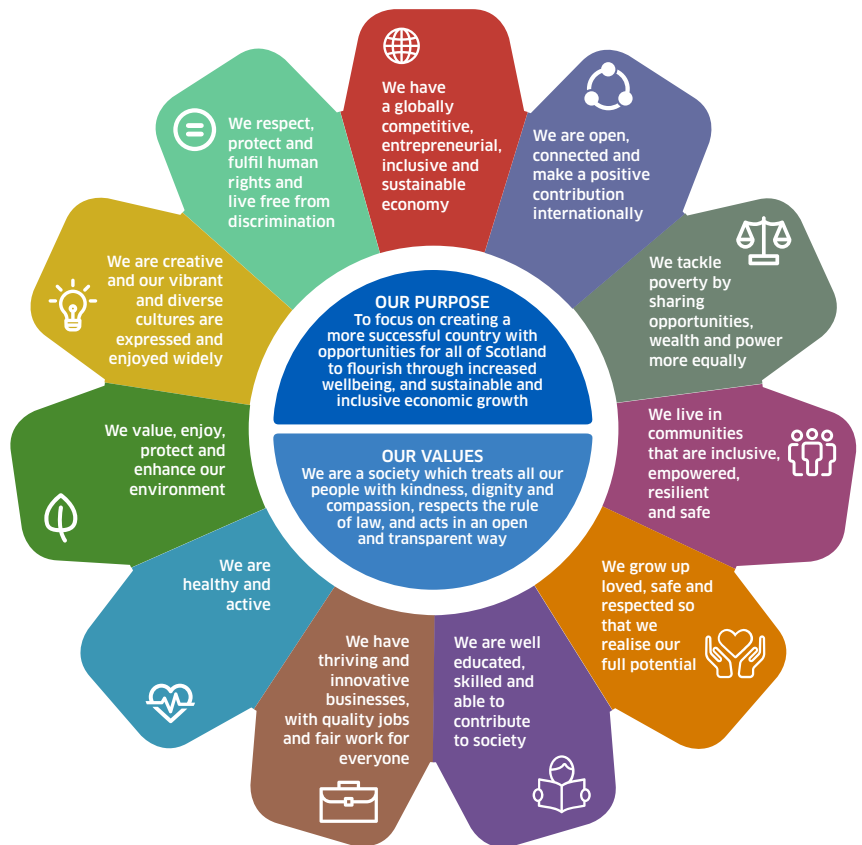 We have
a globally
competitive,
entrepreneurial,
inclusive and
sustainable
economy
We are open,
connected and
make a positive
contribution
internationally
We tackle
poverty by
sharing
opportunities,
wealth and power
more equally
We live in
communities
that are inclusive,
empowered,
resilient
and safe
We grow up
loved, safe and
respected so
that we
realise our
full potential
We are well
educated,
skilled and
able to
contribute
to society
We have
thriving and
innovative
businesses,
with quality jobs
and fair work for
everyone
We are
healthy and
active
We value, enjoy,
protect and
enhance our
environment
We are creative
and our vibrant
and diverse
cultures are
expressed and
enjoyed widely
We respect,
protect and
fulfil human
rights and
live free from
discrimination
OUR PURPOSE
To focus on creating a
more successful country with
opportunities for all of Scotland
to flourish through increased
wellbeing, and sustainable and
inclusive economic growth
OUR VALUES
We are a society which treats all our
people with kindness, dignity and
compassion, respects the rule
of law, and acts in an open
and transparent way